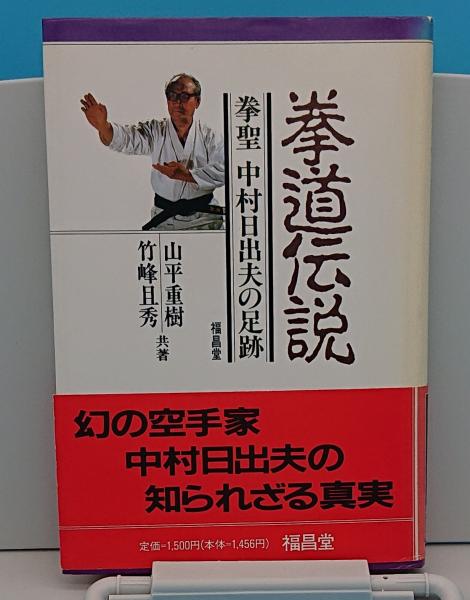 拳道伝説
拳聖 中村日出夫の足跡
山平重樹
竹峰且秀
共著
福昌堂
幻の空手家
中村日出夫の
知られざる真実
定価=1,500円(本体=1,456円) 福昌堂